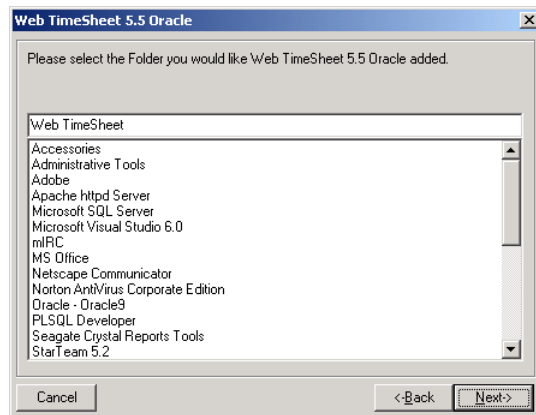 Web TimeSheet 5.5 Oracle
Please select the Folder you would like Web TimeSheet 5.5 Oracle added.
Web TimeSheet
Accessories
Administrative Tools
Adobe
Apache httpd Server
Microsoft SQL Server
Microsoft Visual Studio 6.0
mIRC
MS Office
Netscape Communicator
Norton AntiVirus Corporate Edition
Oracle - Oracle9
PLSQL Developer
Seagate Crystal Reports Tools
StarTeam 5.2
Cancel <-Back Next->